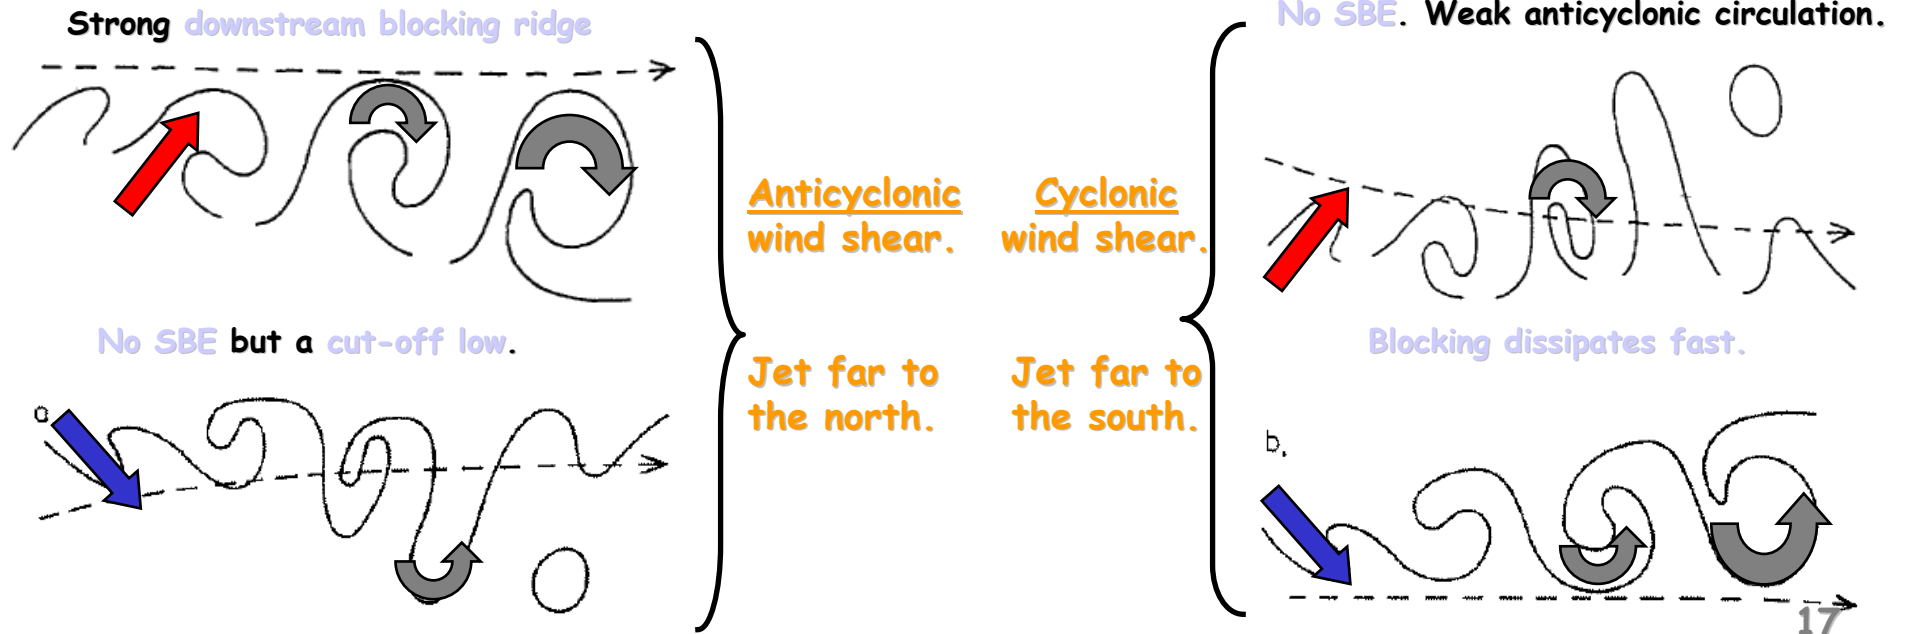 Strong downstream blocking ridge
No SBE. Weak anticyclonic circulation.
Anticyclonic
wind shear.
Cyclonic
wind shear.
No SBE but a cut-off low.
Blocking dissipates fast.
Jet far to
the north.
Jet far to
the south.
a
b.
17